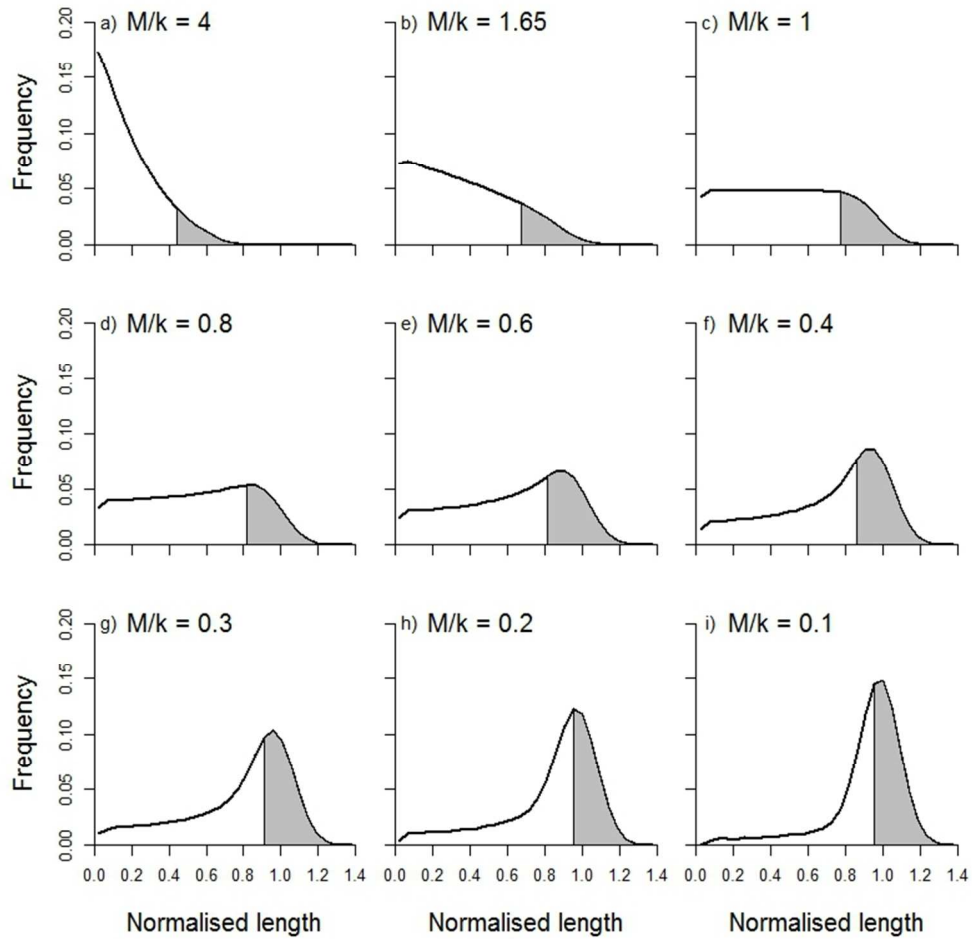 a) M/k = 4
b) M/k = 1.65
c) M/k = 1
Frequency
0.20
0.15
0.10
0.05
0.00
d) M/k = 0.8
e) M/k = 0.6
f) M/k = 0.4
Frequency
0.20
0.15
0.10
0.05
0.00
g) M/k = 0.3
h) M/k = 0.2
i) M/k = 0.1
Frequency
0.20
0.15
0.10
0.05
0.00
0.0 0.2 0.4 0.6 0.8 1.0 1.2 1.4
0.0 0.2 0.4 0.6 0.8 1.0 1.2 1.4
0.0 0.2 0.4 0.6 0.8 1.0 1.2 1.4
Normalised length
Normalised length
Normalised length